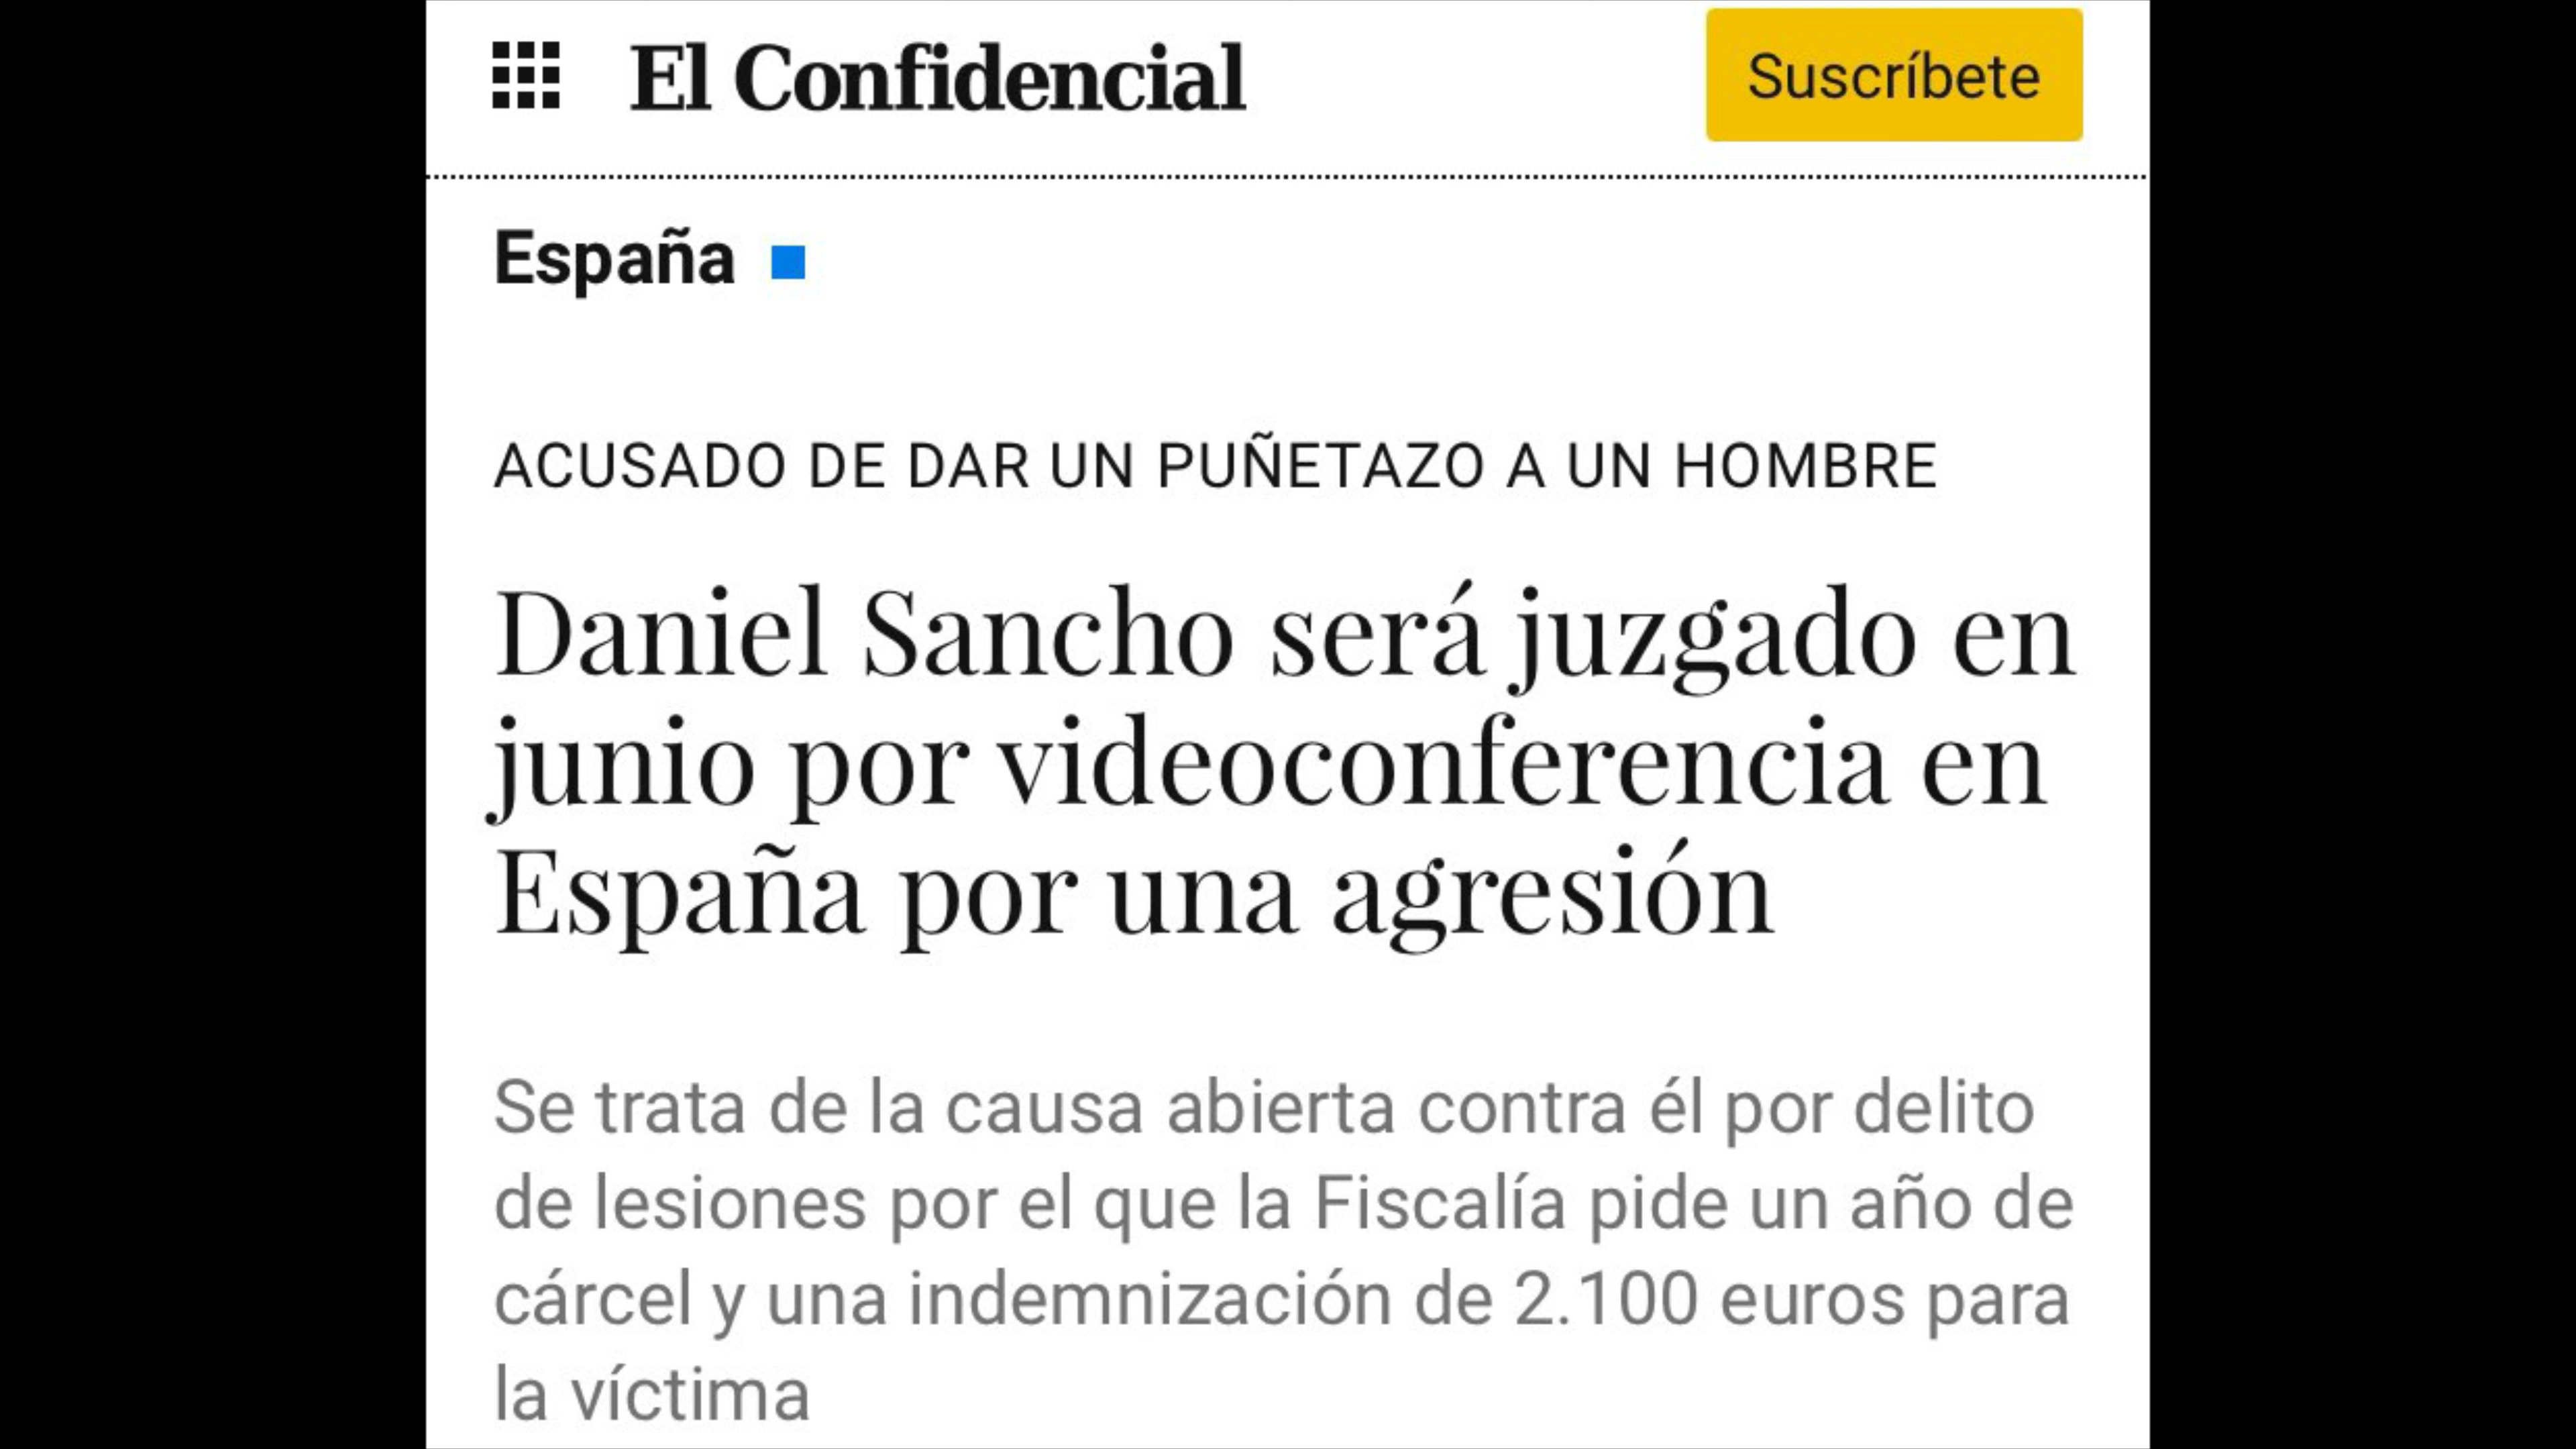 El Confidencial
Suscríbete
España
ACUSADO DE DAR UN PUÑETAZO A UN HOMBRE
Daniel Sancho será juzgado en
junio por videoconferencia en
España por una agresión
Se trata de la causa abierta contra él por delito
de lesiones por el que la Fiscalía pide un año de
cárcel y una indemnización de 2.100 euros para
la víctima